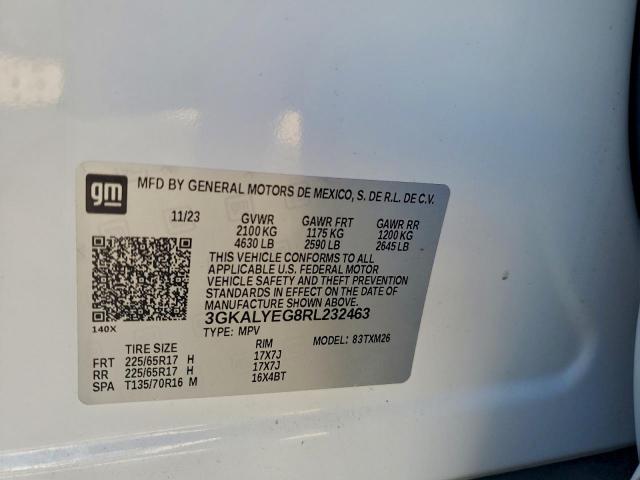 gm
MFD BY GENERAL MOTORS DE MEXICO, S. DE R.L. DE C.V.
11/23 GVWR GAWR FRT GAWR RR
2100 KG 1175 KG 1200 KG
4630 LB 2590 LB 2645 LB
THIS VEHICLE CONFORMS TO ALL
APPLICABLE U.S. FEDERAL MOTOR
VEHICLE SAFETY AND THEFT PREVENTION
STANDARDS IN EFFECT ON THE DATE OF
MANUFACTURE SHOWN ABOVE.
3GKALYEG8RL232463
140X
TYPE: MPV MODEL: 83TXM26
TIRE SIZE RIM
FRT 225/65R17 H 17X7J
RR 225/65R17 H 17X7J
SPA T135/70R16 M 16X4BT